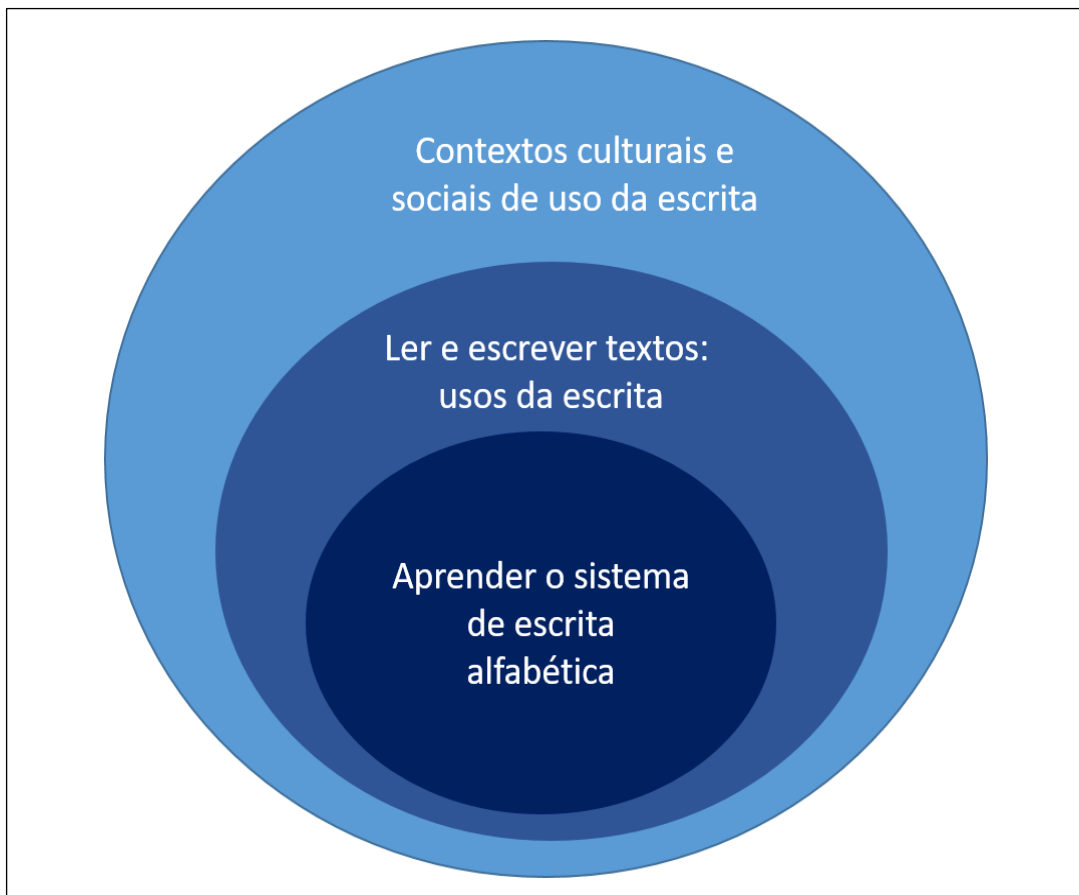 Contextos culturais e
sociais de uso da escrita
Ler e escrever textos:
usos da escrita
Aprender o sistema
de escrita
alfabética